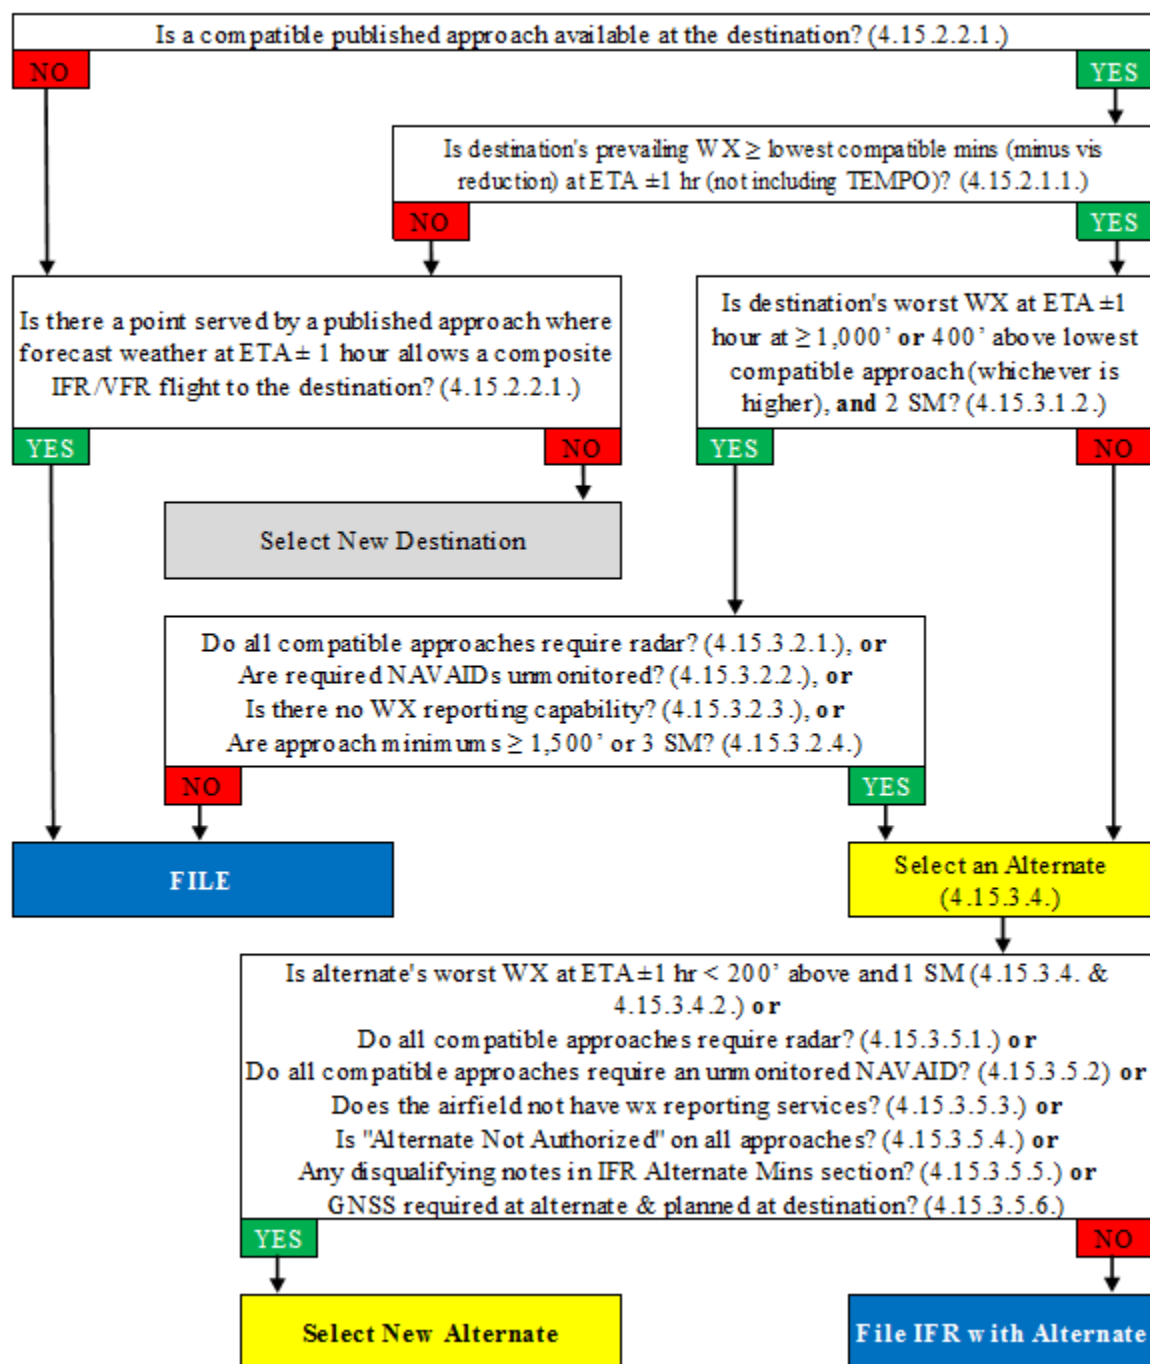 Is a compatible published approach available at the destination? (4.15.2.2.1.)
NO
YES
Is destination's prevailing WX ≥ lowest compatible mins (minus vis
reduction) at ETA ±1 hr (not including TEMPO)? (4.15.2.1.1.)
NO
YES
Is there a point served by a published approach where
forecast weather at ETA ± 1 hour allows a composite
IFR/VFR flight to the destination? (4.15.2.2.1.)
YES
NO
Is destination's worst WX at ETA ±1
hour at ≥ 1,000’ or 400’ above lowest
compatible approach (whichever is
higher), and 2 SM? (4.15.3.1.2.)
YES
NO
Select New Destination
Do all compatible approaches require radar? (4.15.3.2.1.), or
Are required NAVAIDs unmonitored? (4.15.3.2.2.), or
Is there no WX reporting capability? (4.15.3.2.3.), or
Are approach minimums ≥ 1,500’ or 3 SM? (4.15.3.2.4.)
NO
YES
FILE
Select an Alternate
(4.15.3.4.)
Is alternate's worst WX at ETA ±1 hr < 200’ above and 1 SM (4.15.3.4. &
4.15.3.4.2.) or
Do all compatible approaches require radar? (4.15.3.5.1.) or
Do all compatible approaches require an unmonitored NAVAID? (4.15.3.5.2) or
Does the airfield not have wx reporting services? (4.15.3.5.3.) or
Is "Alternate Not Authorized" on all approaches? (4.15.3.5.4.) or
Any disqualifying notes in IFR Alternate Mins section? (4.15.3.5.5.) or
GNSS required at alternate & planned at destination? (4.15.3.5.6.)
YES
NO
Select New Alternate
File IFR with Alternate